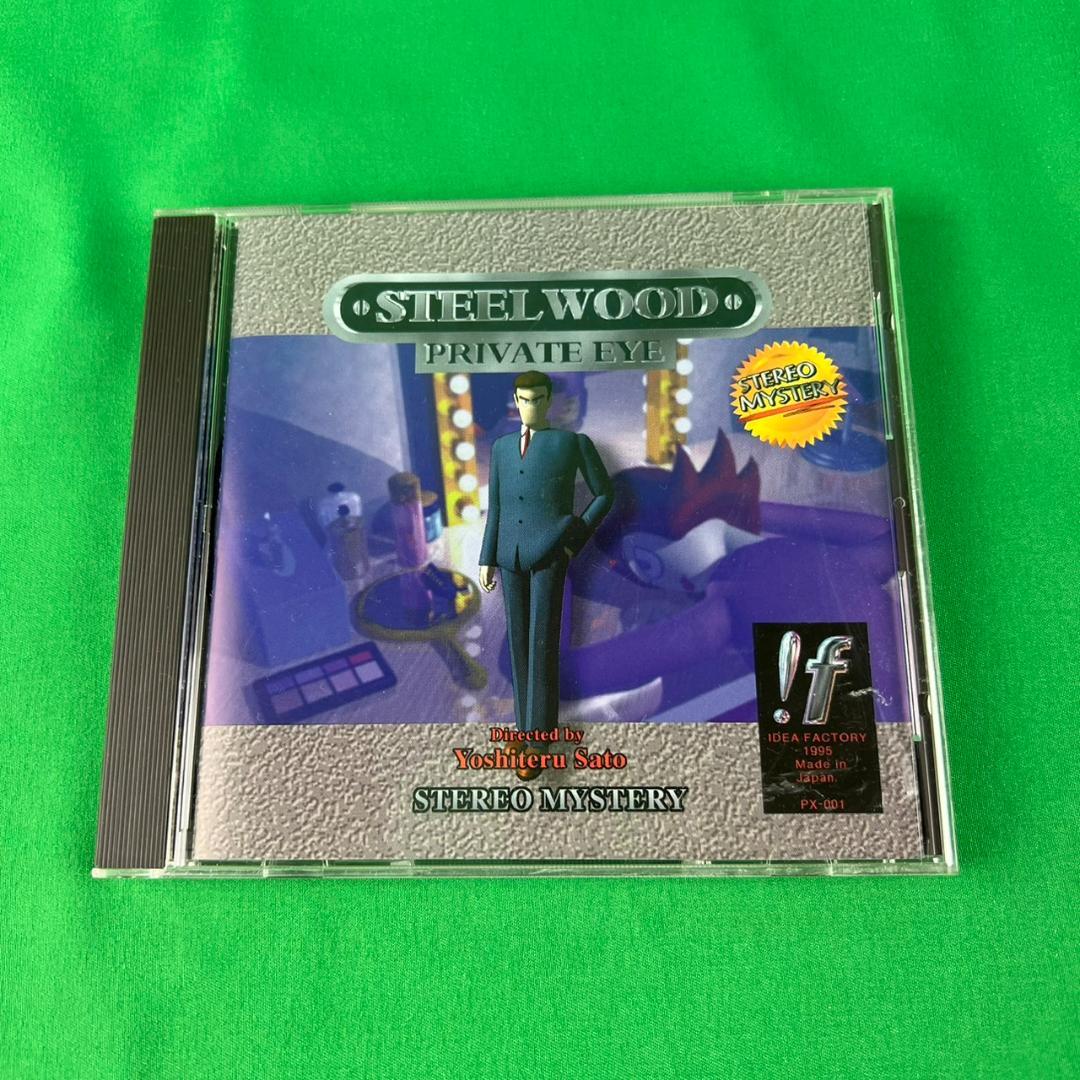 STEELWOOD
PRIVATE EYE
STEREO
MYSTERY
!f
IDEA FACTORY
1995
Made in
Japan.
PX-001
Directed by
Yoshiteru Sato
STEREO MYSTERY